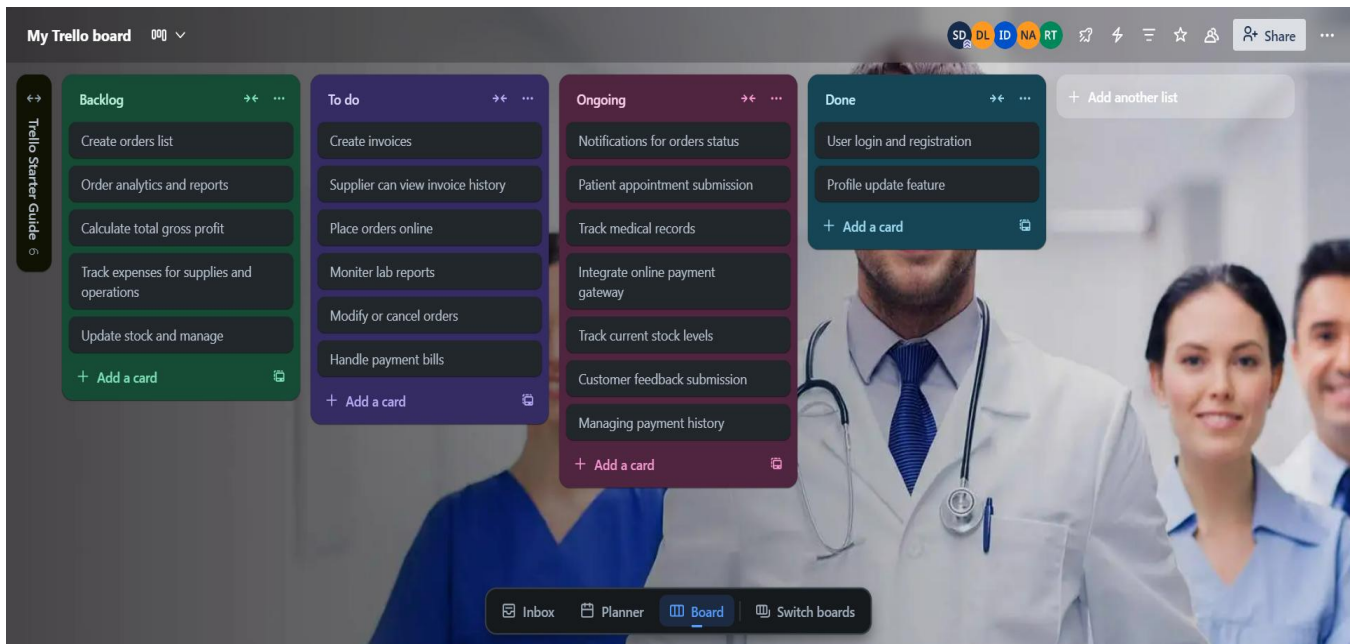 My Trello board
SD DL ID NA RT
Share
Trello Starter Guide 6
Backlog
Create orders list
Order analytics and reports
Calculate total gross profit
Track expenses for supplies and
operations
Update stock and manage
+ Add a card
To do
Create invoices
Supplier can view invoice history
Place orders online
Moniter lab reports
Modify or cancel orders
Handle payment bills
+ Add a card
Ongoing
Notifications for orders status
Patient appointment submission
Track medical records
Integrate online payment
gateway
Track current stock levels
Customer feedback submission
Managing payment history
+ Add a card
Done
User login and registration
Profile update feature
+ Add a card
+ Add another list
Inbox
Planner
Board
Switch boards